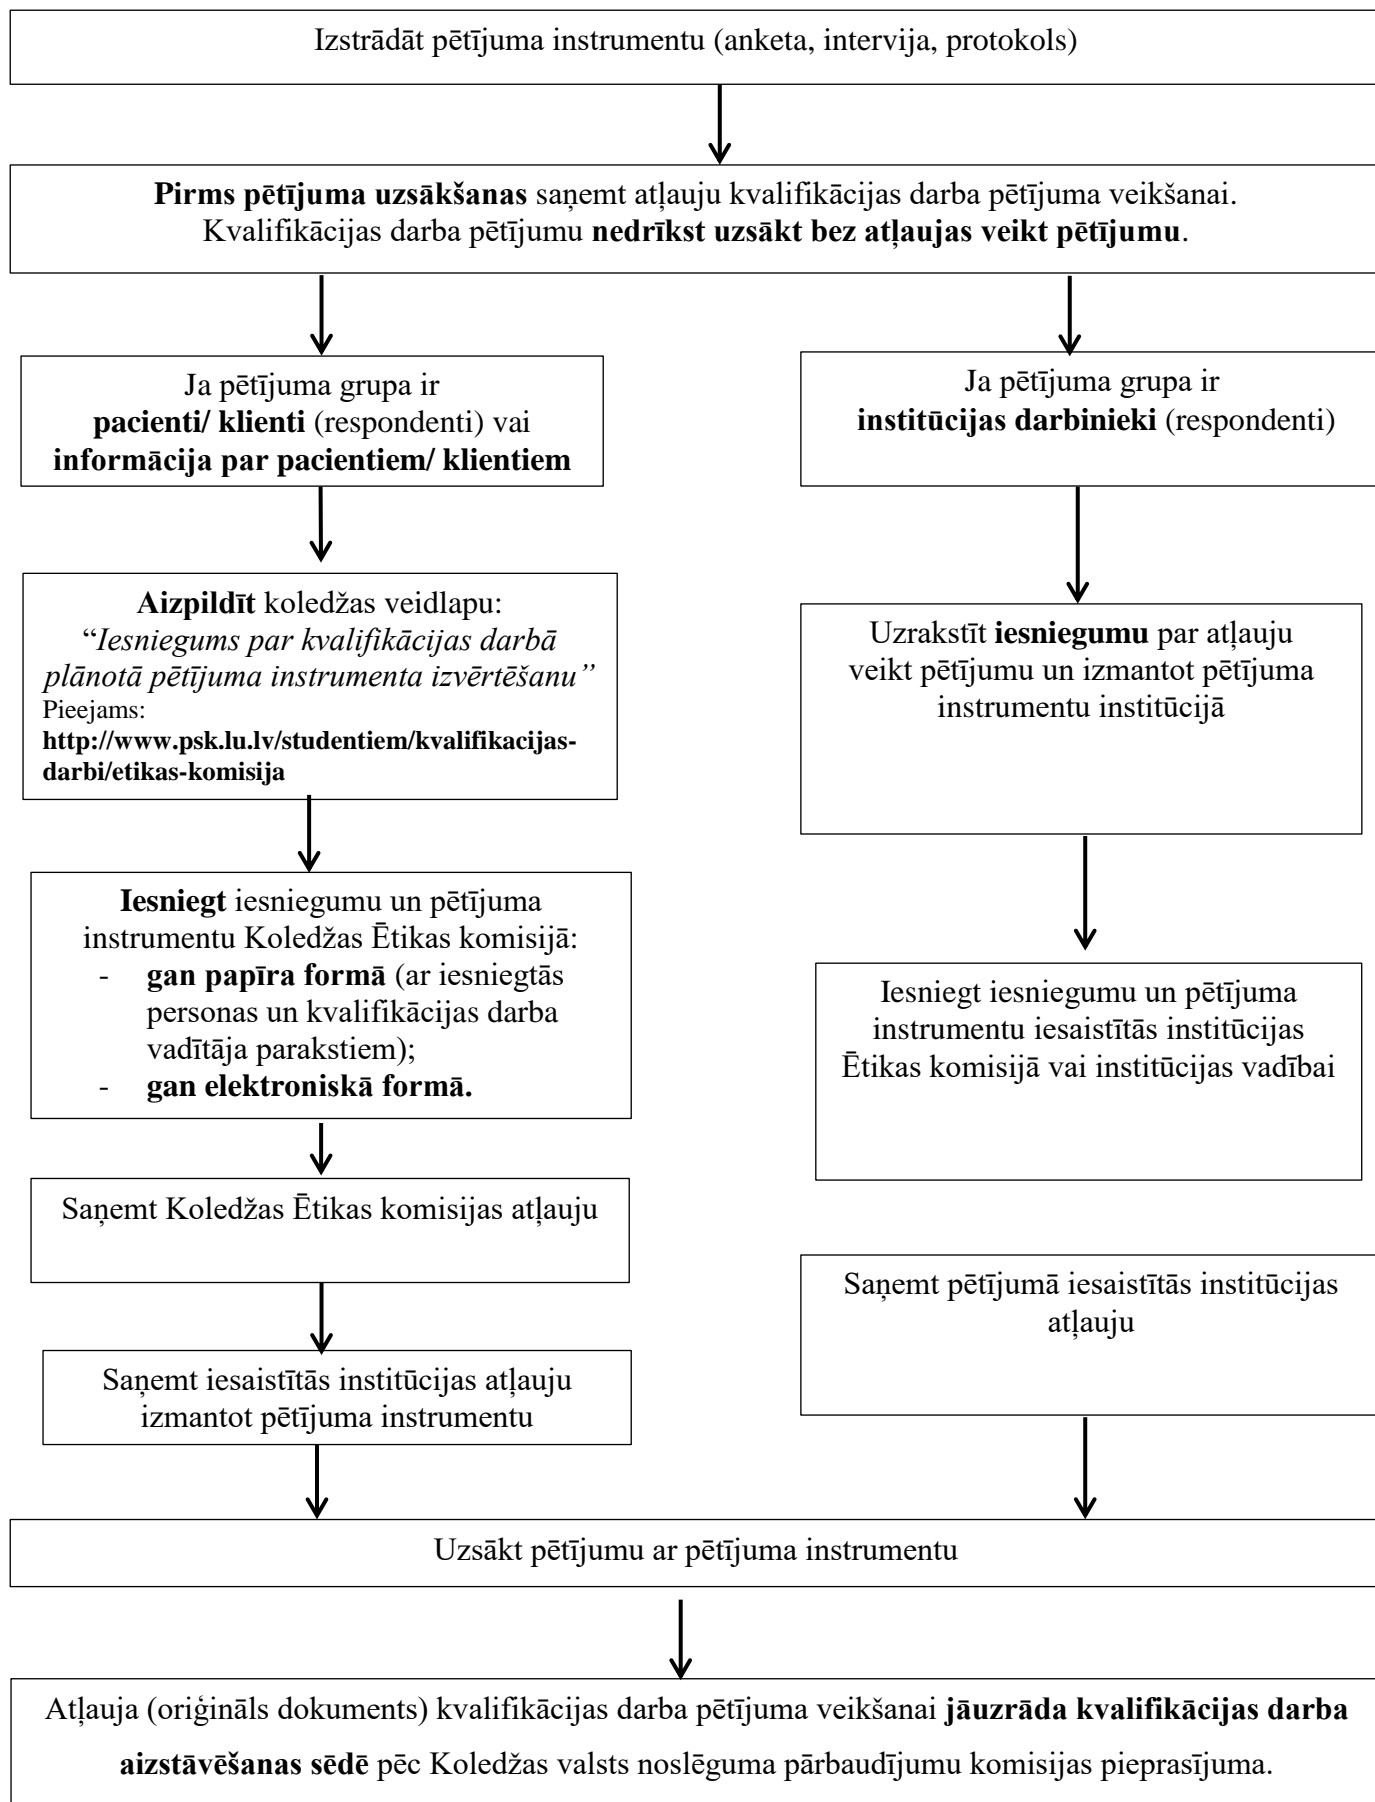 Izstrādāt pētījuma instrumentu (anketa, intervija, protokols)
Pirms pētījuma uzsākšanas saņemt atļauju kvalifikācijas darba pētījuma veikšanai.
Kvalifikācijas darba pētījumu nedrīkst uzsākt bez atļaujas veikt pētījumu.
Ja pētījuma grupa ir
pacienti/ klienti (respondenti) vai
informācija par pacientiem/ klientiem
Aizpildīt koledžas veidlapu:
“Iesniegums par kvalifikācijas darbā
plānotā pētījuma instrumenta izvērtēšanu”
Pieejams:
http://www.psk.lu.lv/studentiem/kvalifikacijas-
darbi/etikas-komisija
Iesniegt iesniegumu un pētījuma
instrumentu Koledžas Ētikas komisijā:
- gan papīra formā (ar iesniegtās
personas un kvalifikācijas darba
vadītāja parakstiem);
- gan elektroniskā formā.
Saņemt Koledžas Ētikas komisijas atļauju
Saņemt iesaistītās institūcijas atļauju
izmantot pētījuma instrumentu
Ja pētījuma grupa ir
institūcijas darbinieki (respondenti)
Uzrakstīt iesniegumu par atļauju
veikt pētījumu un izmantot pētījuma
instrumentu institūcijā
Iesniegt iesniegumu un pētījuma
instrumentu iesaistītās institūcijas
Ētikas komisijā vai institūcijas vadībai
Saņemt pētījumā iesaistītās institūcijas
atļauju
Uzsākt pētījumu ar pētījuma instrumentu
Atļauja (oriģināls dokuments) kvalifikācijas darba pētījuma veikšanai jāuzrāda kvalifikācijas darba
aizstāvēšanas sēdē pēc Koledžas valsts noslēguma pārbaudījumu komisijas pieprasījuma.